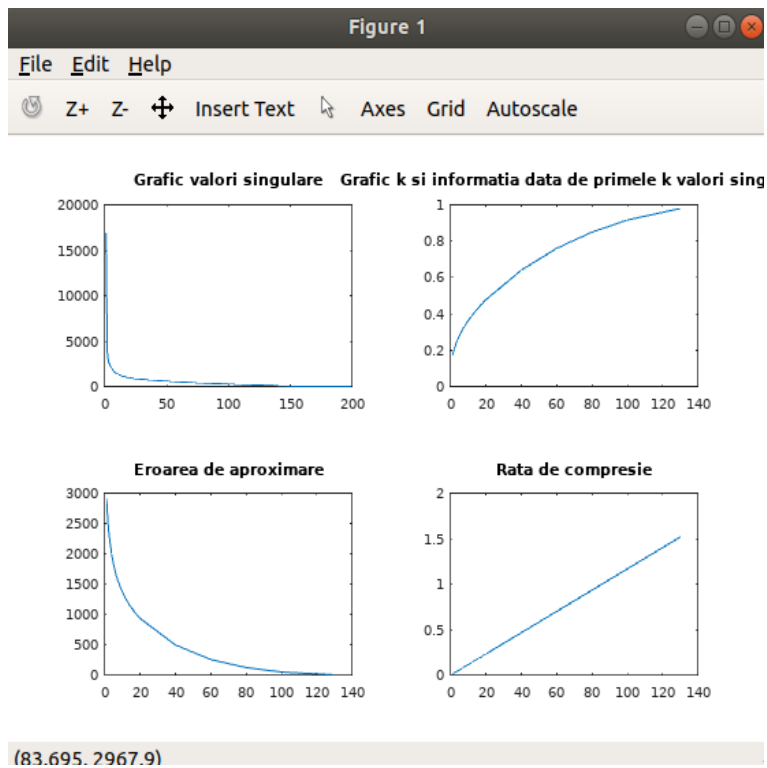 Figure 1
File Edit Help
Z+ Z- Insert Text Axes Grid Autoscale
Grafic valori singulare
20000
15000
10000
5000
0
0 50 100 150 200
Grafic k si informatia data de primele k valori sing
1
0.8
0.6
0.4
0.2
0
0 20 40 60 80 100 120 140
Eroarea de aproximare
3000
2500
2000
1500
1000
500
0
0 20 40 60 80 100 120 140
Rata de compresie
2
1.5
1
0.5
0
0 20 40 60 80 100 120 140
(83.695, 2967.9)